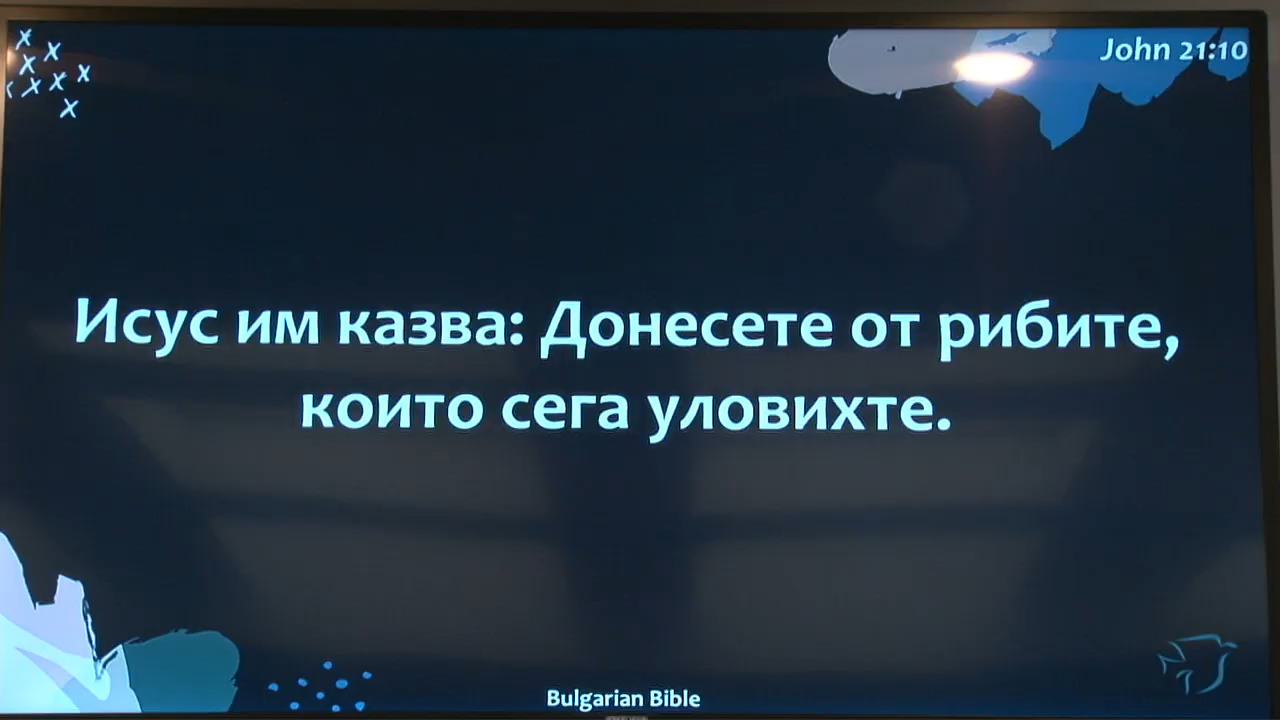 John 21:10
Исус им казва: Донесете от рибите,
които сега уловихте.
Bulgarian Bible